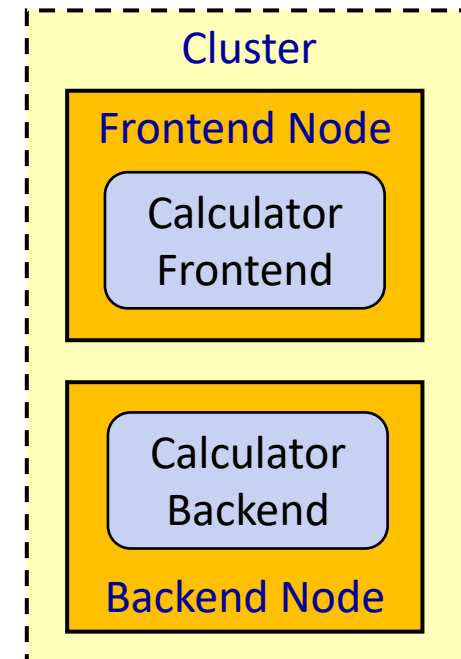 Cluster
Frontend Node
Calculator
Frontend
Calculator
Backend
Backend Node